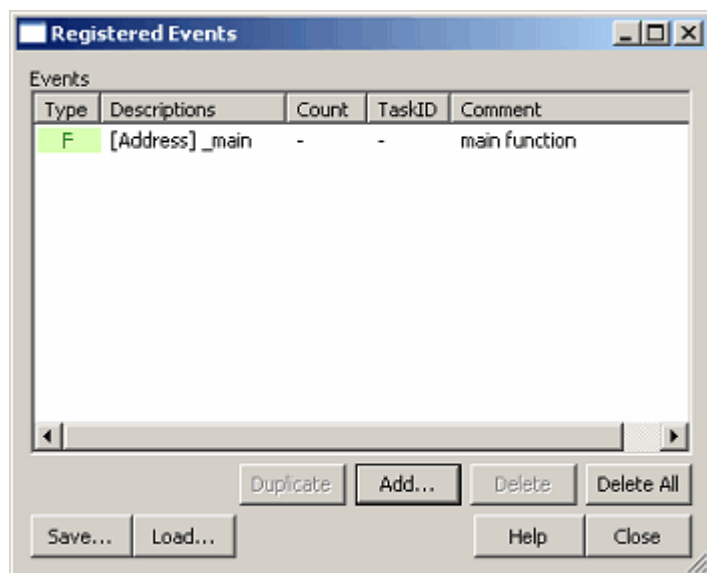 Registered Events
Events
Type Descriptions Count TaskID Comment
F [Address] _main - - main function
Duplicate Add... Delete Delete All
Save... Load... Help Close